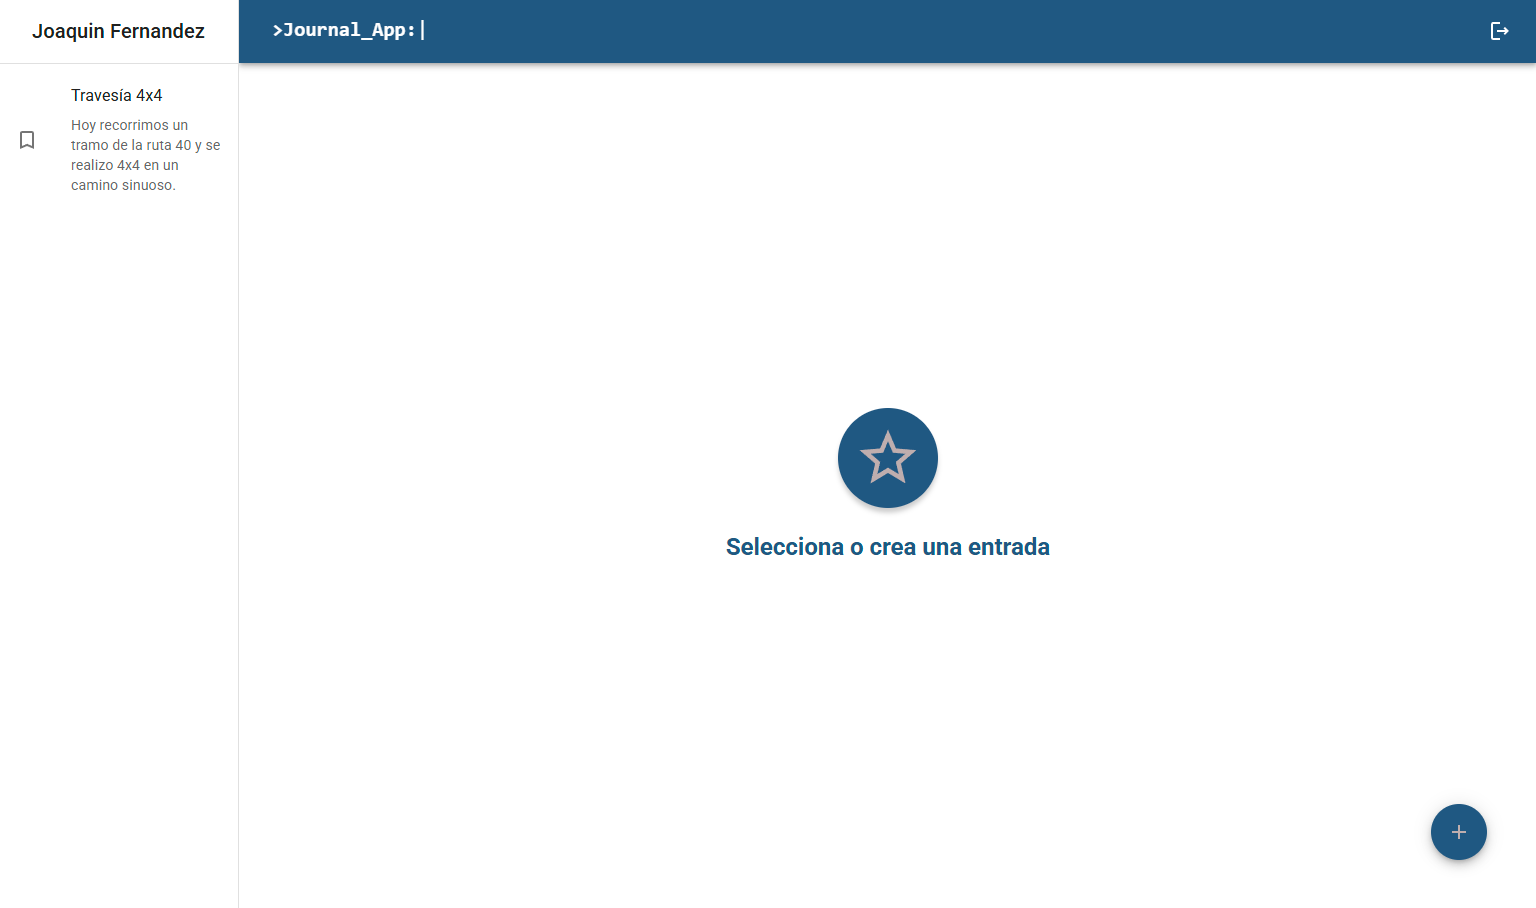 Joaquin Fernandez
>Journal_App:|
Travesía 4x4
Hoy recorrimos un
tramo de la ruta 40 y se
realizo 4x4 en un
camino sinuoso.
Selecciona o crea una entrada